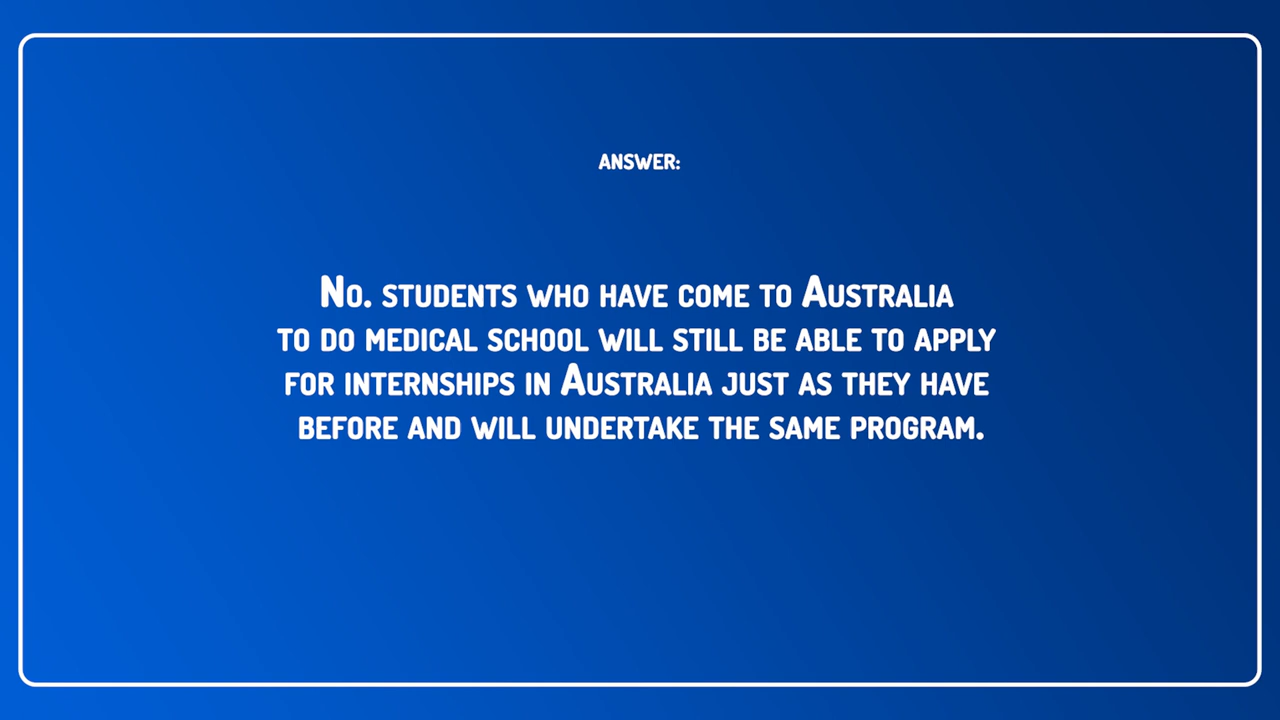 ANSWER:
No. STUDENTS WHO HAVE COME TO AUSTRALIA
TO DO MEDICAL SCHOOL WILL STILL BE ABLE TO APPLY
FOR INTERNSHIPS IN AUSTRALIA JUST AS THEY HAVE
BEFORE AND WILL UNDERTAKE THE SAME PROGRAM.